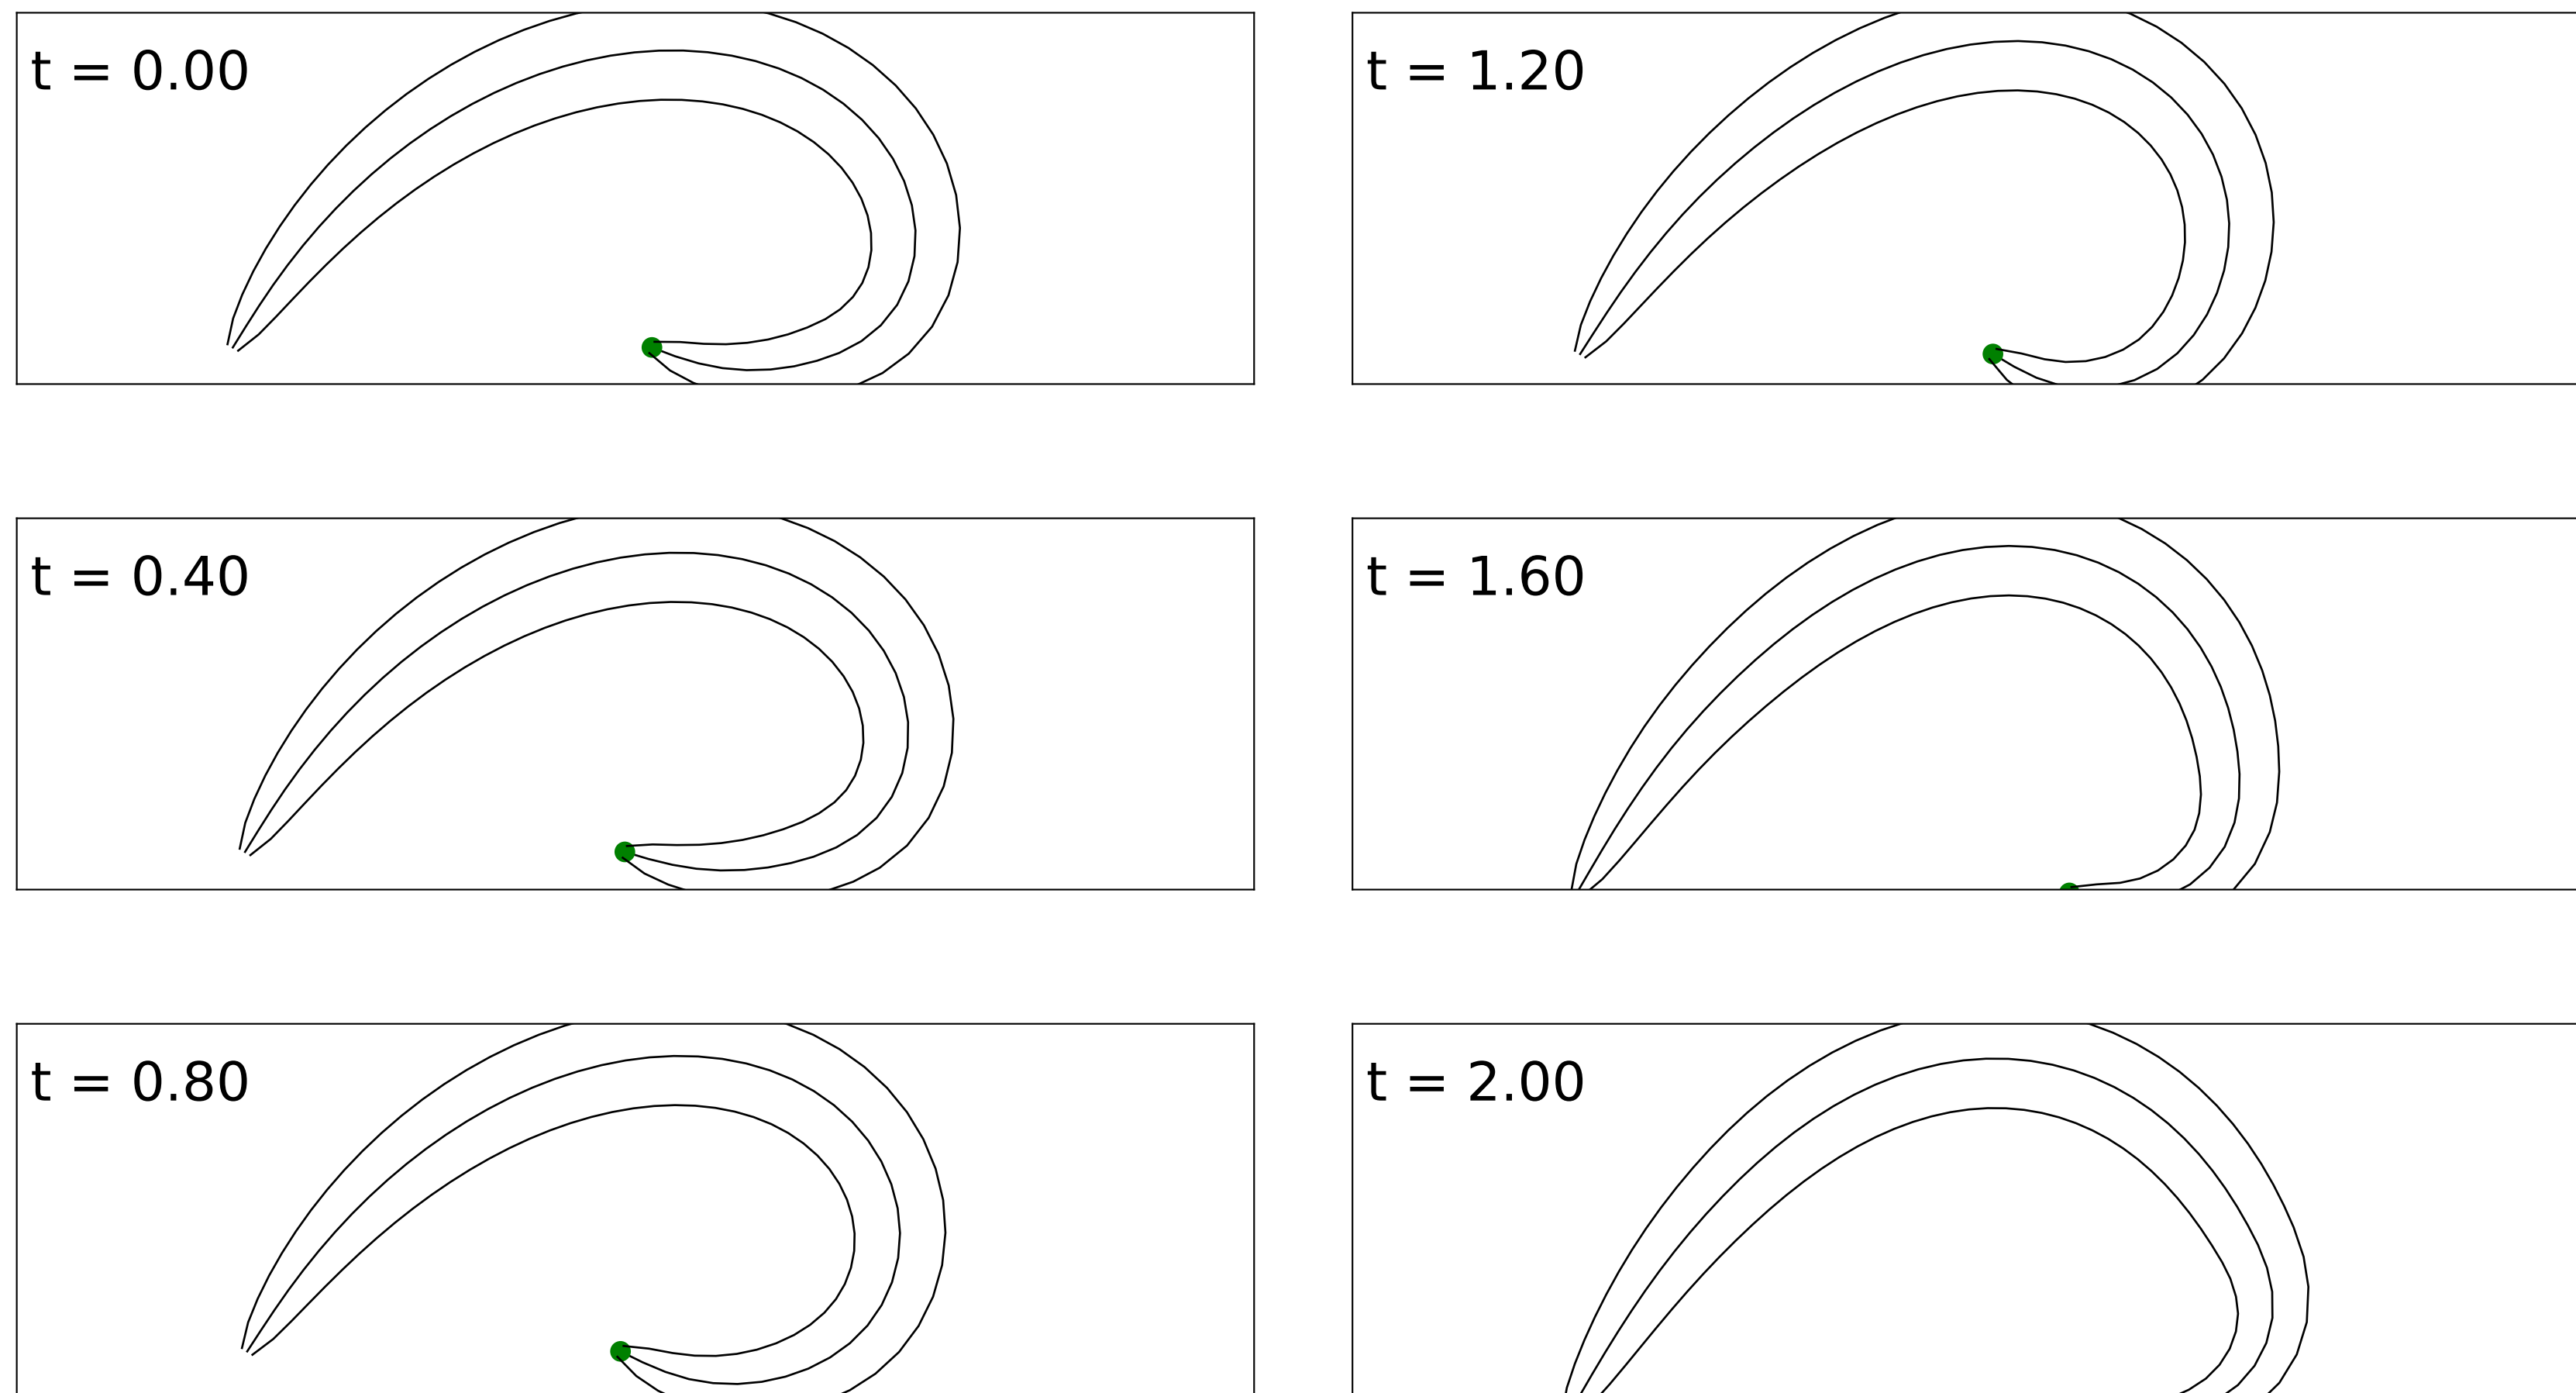 t = 0.00
t = 1.20
t = 0.40
t = 1.60
t = 0.80
t = 2.00